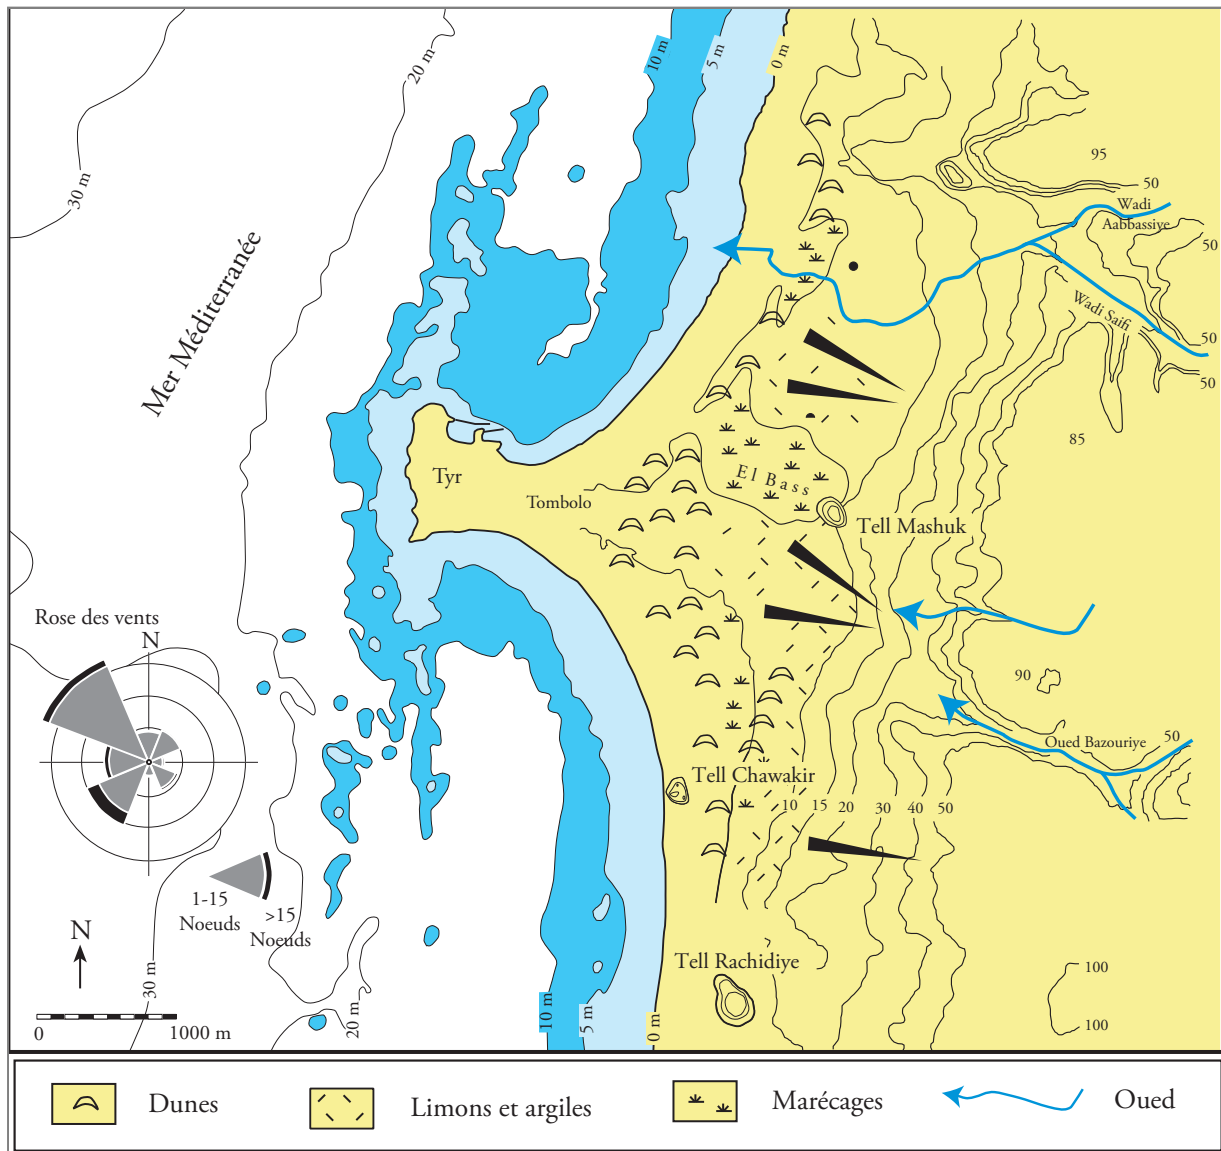 10 m
5 m
0 m
20 m
30 m
95
50
Wadi
Aabbassiye
50
Mer Méditerranée
Wadi Saifi
50
50
85
Tyr
El Bass
Tombolo
Tell Mashuk
Rose des vents
N
90
Oued Bazouriye
50
Tell Chawakir
10
15
20
30
40
50
1-15
Noeuds
>15
Noeuds
N
Tell Rachidiye
100
100
30 m
20 m
10 m
5 m
0 m
0
1000 m
Dunes
Limons et argiles
Marécages
Oued